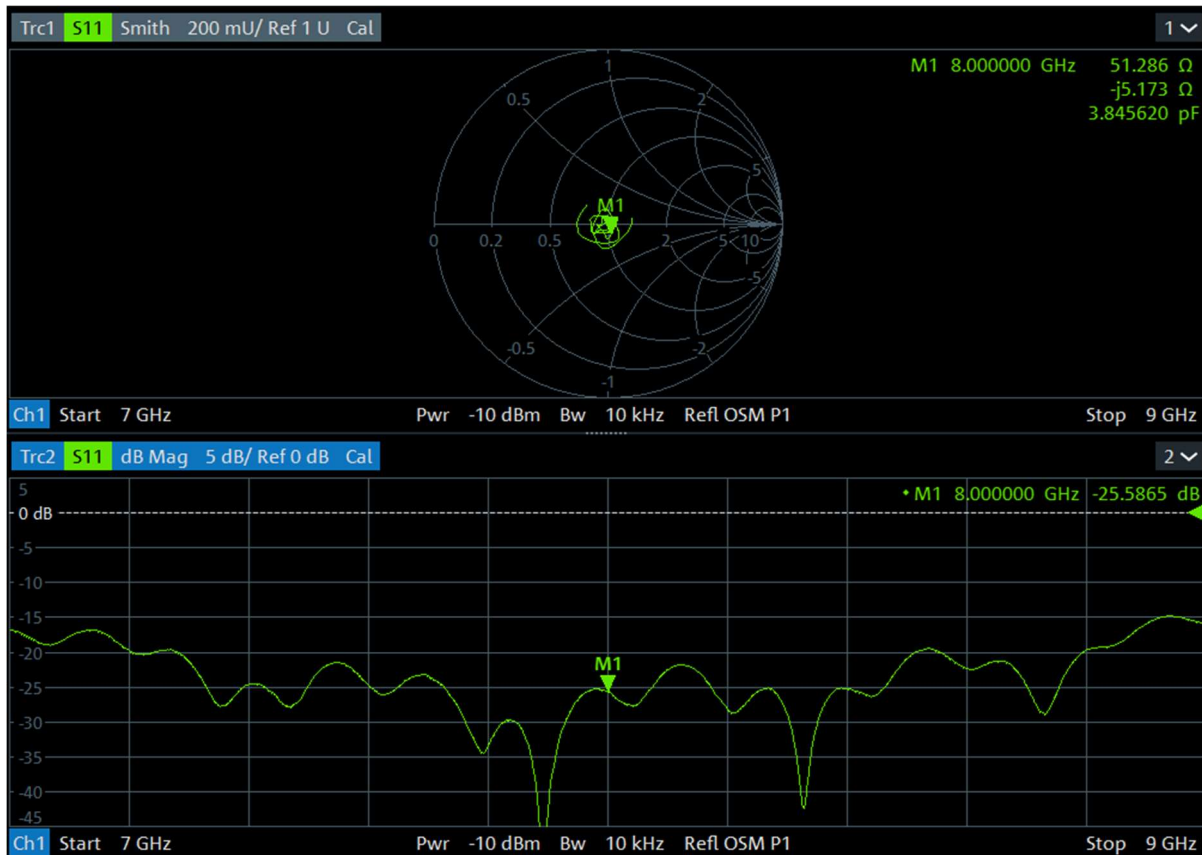 Trc1 S11 Smith 200 mU/ Ref 1 U Cal 1
M1 8.000000 GHz 51.286 Ω
-j5.173 Ω
3.845620 pF
1
0.5 2
5
M1
0 0.2 0.5 2 5 10
-5
-0.5 -2
-1
Ch1 Start 7 GHz Pwr -10 dBm Bw 10 kHz Refl OSM P1 Stop 9 GHz
Trc2 S11 dB Mag 5 dB/ Ref 0 dB Cal 2
5 • M1 8.000000 GHz -25.5865 dB
0 dB
-5
-10
-15
-20
M1
-25
-30
-35
-40
-45
Ch1 Start 7 GHz Pwr -10 dBm Bw 10 kHz Refl OSM P1 Stop 9 GHz